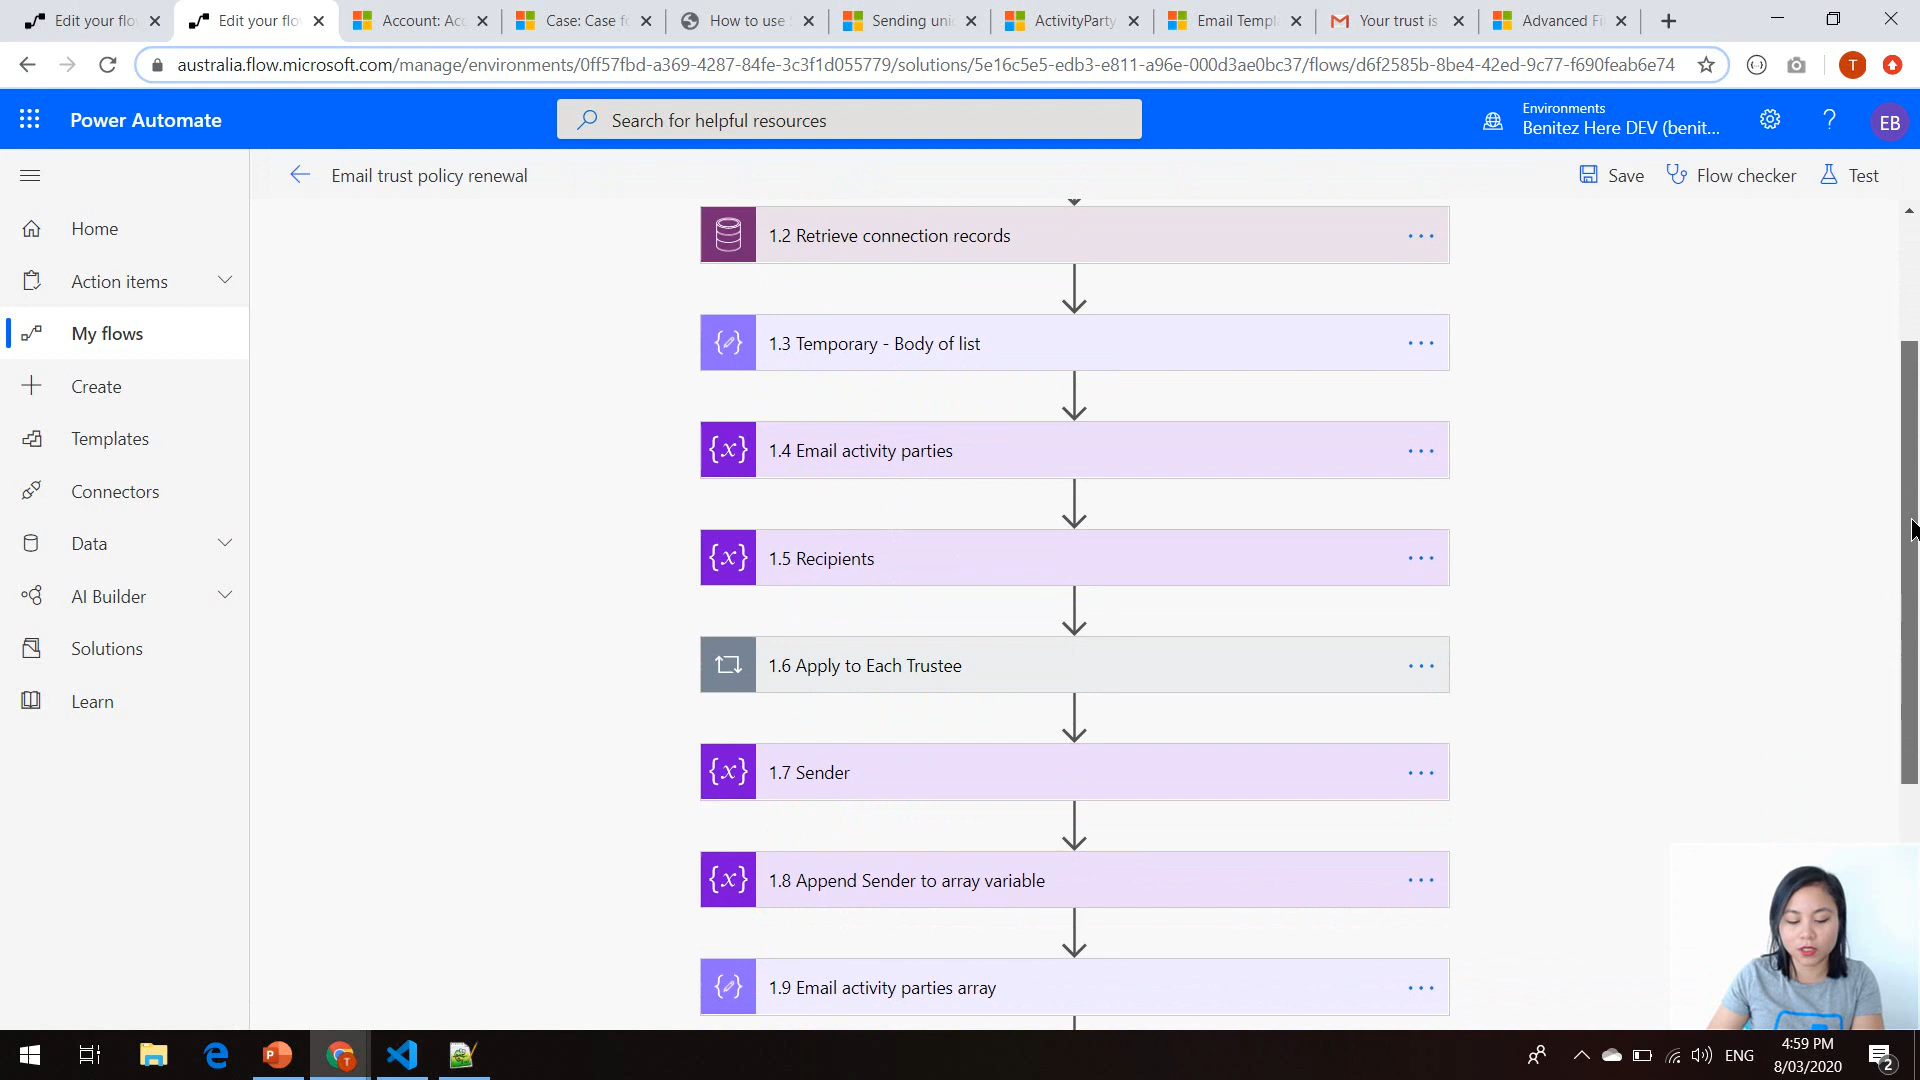 Edit your flo
Edit your flo
Account: Acc
Case: Case fo
How to use
Sending uni
ActivityParty
Email Templ
Your trust is
Advanced Fi
australia.flow.microsoft.com/manage/environments/0ff57fbd-a369-4287-84fe-3c3f1d055779/solutions/5e16c5e5-edb3-e811-a96e-000d3ae0bc37/flows/d6f2585b-8be4-42ed-9c77-f690feab6e74
T
Power Automate
Search for helpful resources
Environments
Benitez Here DEV (benit...
EB
Email trust policy renewal
Save
Flow checker
Test
Home
Action items
My flows
Create
Templates
Connectors
Data
AI Builder
Solutions
Learn
1.2 Retrieve connection records
1.3 Temporary - Body of list
1.4 Email activity parties
1.5 Recipients
1.6 Apply to Each Trustee
1.7 Sender
1.8 Append Sender to array variable
1.9 Email activity parties array
ENG
4:59 PM
8/03/2020
2